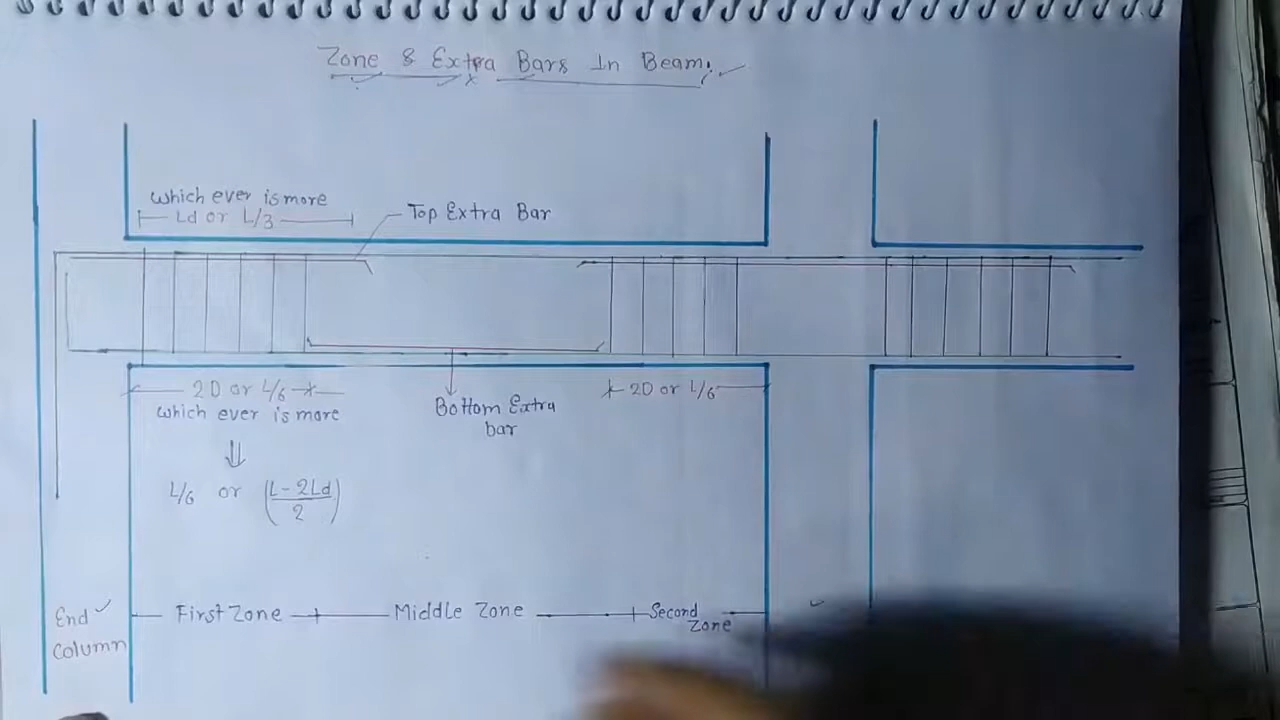 Zone & Extra Bars In Beam:
which ever is more
Ld or L/3
Top Extra Bar
2D or L/6
which ever is more
Bottom Extra
bar
2D or L/6
L/6 or (L-2Ld/2)
First Zone
Middle Zone
Second
Zone
End
Column